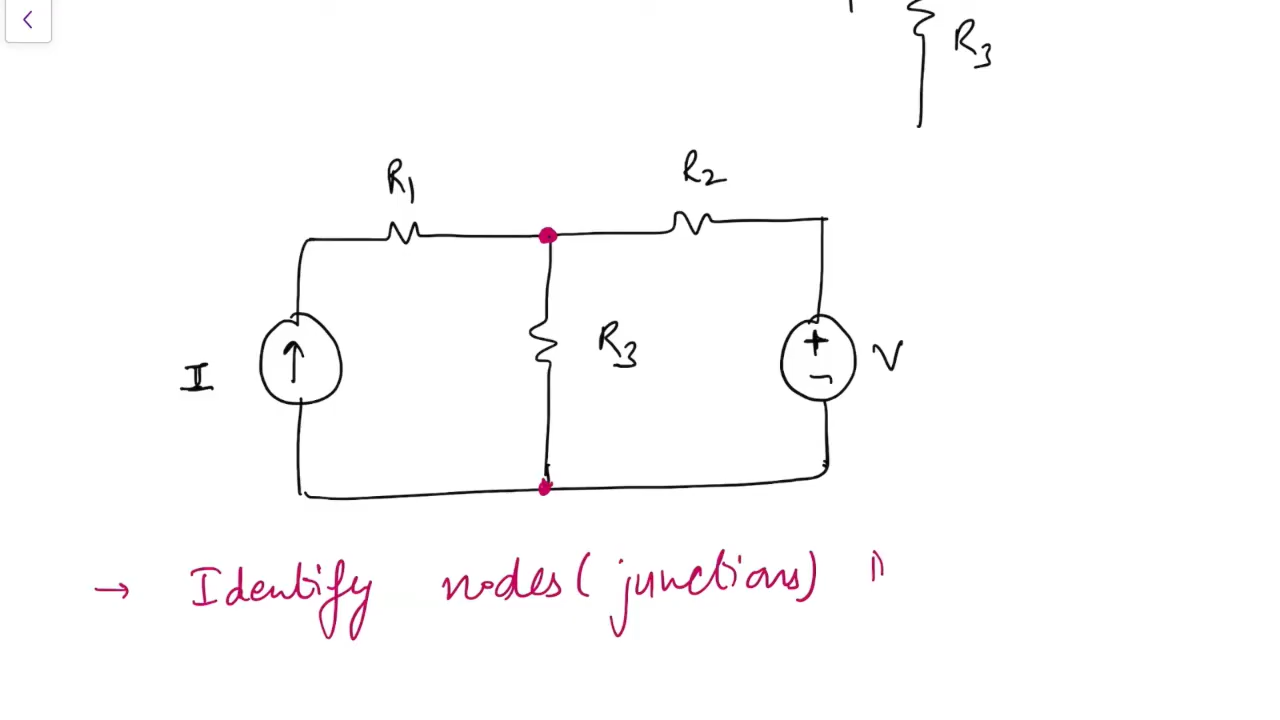 R3
R1
R2
I
R3
+
-
V
→ Identify nodes (junctions) n